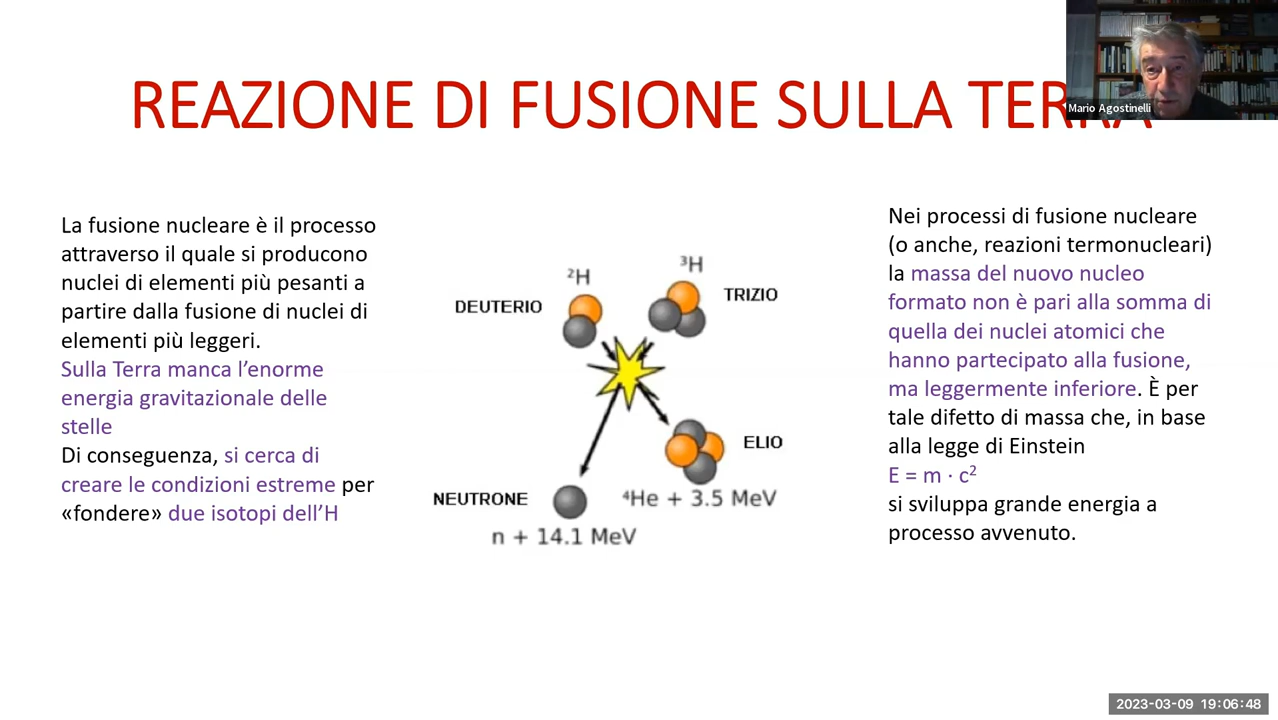 REAZIONE DI FUSIONE SULLA TERRA
Mario Agostinelli
La fusione nucleare è il processo
attraverso il quale si producono
nuclei di elementi più pesanti a
partire dalla fusione di nuclei di
elementi più leggeri.
Sulla Terra manca l’enorme
energia gravitazionale delle
stelle
Di conseguenza, si cerca di
creare le condizioni estreme per
«fondere» due isotopi dell’H
²H
³H
DEUTERIO
TRIZIO
ELIO
NEUTRONE
⁴He + 3.5 MeV
n + 14.1 MeV
Nei processi di fusione nucleare
(o anche, reazioni termonucleari)
la massa del nuovo nucleo
formato non è pari alla somma di
quella dei nuclei atomici che
hanno partecipato alla fusione,
ma leggermente inferiore. È per
tale difetto di massa che, in base
alla legge di Einstein
E = m · c²
si sviluppa grande energia a
processo avvenuto.
2023-03-09 19:06:48